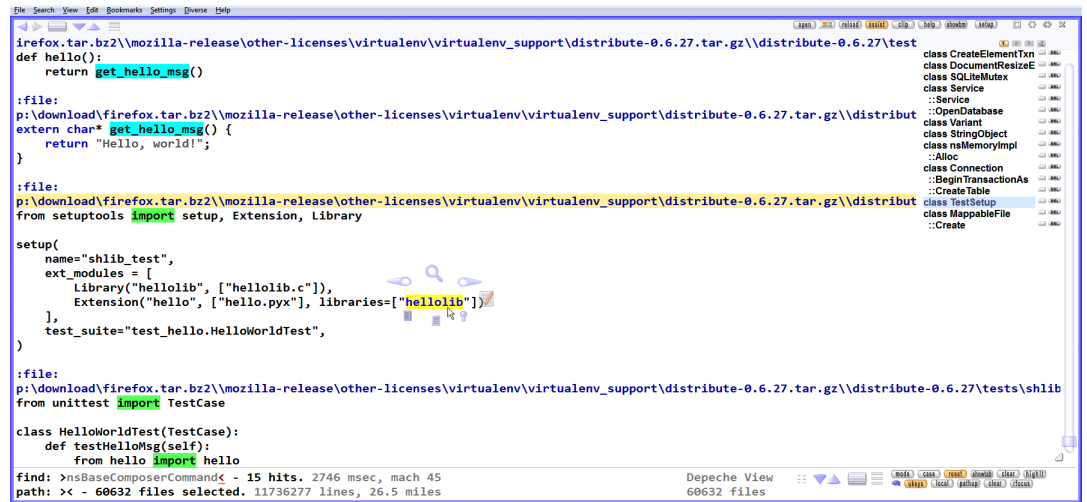 File Search View Edit Bookmarks Settings Diverse Help
open reload assist clip help showbm setup
irefox.tar.bz2\\mozilla-release\other-licenses\virtualenv\virtualenv_support\distribute-0.6.27.tar.gz\\distribute-0.6.27\test
def hello():
    return get_hello_msg()
:file:
p:\download\firefox.tar.bz2\\mozilla-release\other-licenses\virtualenv\virtualenv_support\distribute-0.6.27.tar.gz\\distribut
extern char* get_hello_msg() {
    return "Hello, world!";
}
:file:
p:\download\firefox.tar.bz2\\mozilla-release\other-licenses\virtualenv\virtualenv_support\distribute-0.6.27.tar.gz\\distribut
from setuptools import setup, Extension, Library
setup(
    name="shlib_test",
    ext_modules = [
        Library("hellolib", ["hellolib.c"]),
        Extension("hello", ["hello.pyx"], libraries=["hellolib"])
    ],
    test_suite="test_hello.HelloWorldTest",
)
:file:
p:\download\firefox.tar.bz2\\mozilla-release\other-licenses\virtualenv\virtualenv_support\distribute-0.6.27.tar.gz\\distribute-0.6.27\tests\shlib
from unittest import TestCase
class HelloWorldTest(TestCase):
    def testHelloMsg(self):
        from hello import hello
class CreateElementTxn
class DocumentResizeE
class SQLiteMutex
class Service
::Service
::OpenDatabase
class Variant
class StringObject
class nsMemoryImpl
::Alloc
class Connection
::BeginTransactionAs
::CreateTable
class TestSetup
class MappableFile
::Create
find: >nsBaseComposerCommand< - 15 hits. 2746 msec, mach 45
path: >< - 60632 files selected. 11736277 lines, 26.5 miles
Depeche View
60632 files
mode case reset showtab clear highlt
ukeys local pathup clear rfocus